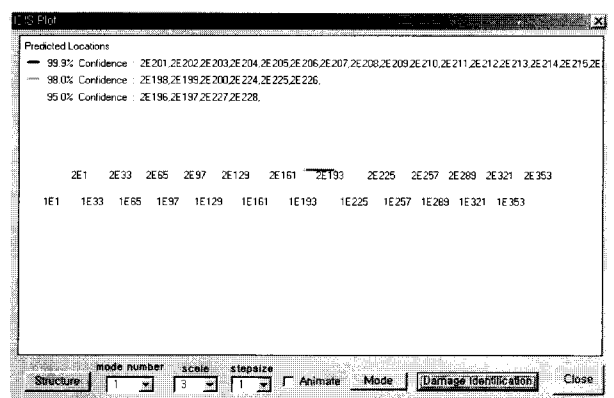 Predicted Locations
99.9% Confidence : 2E201,2E202,2E203,2E204,2E205,2E206,2E207,2E208,2E209,2E210,2E211,2E212,2E213,2E214,2E215,2E
98.0% Confidence : 2E198,2E199,2E200,2E224,2E225,2E226,
95.0% Confidence : 2E196,2E197,2E227,2E228,
2E1 2E33 2E65 2E97 2E129 2E161 2E193 2E225 2E257 2E289 2E321 2E353
1E1 1E33 1E65 1E97 1E129 1E161 1E193 1E225 1E257 1E289 1E321 1E353
mode number scale stepsize
Structure 1 3 1 Animate Mode Damage Identification Close